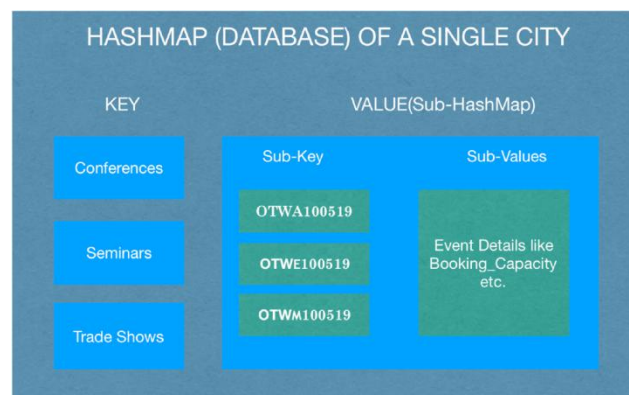 HASHMAP (DATABASE) OF A SINGLE CITY
KEY
VALUE(Sub-HashMap)
Conferences
Seminars
Trade Shows
Sub-Key
Sub-Values
OTWA100519
OTWE100519
OTWM100519
Event Details like
Booking_Capacity
etc.